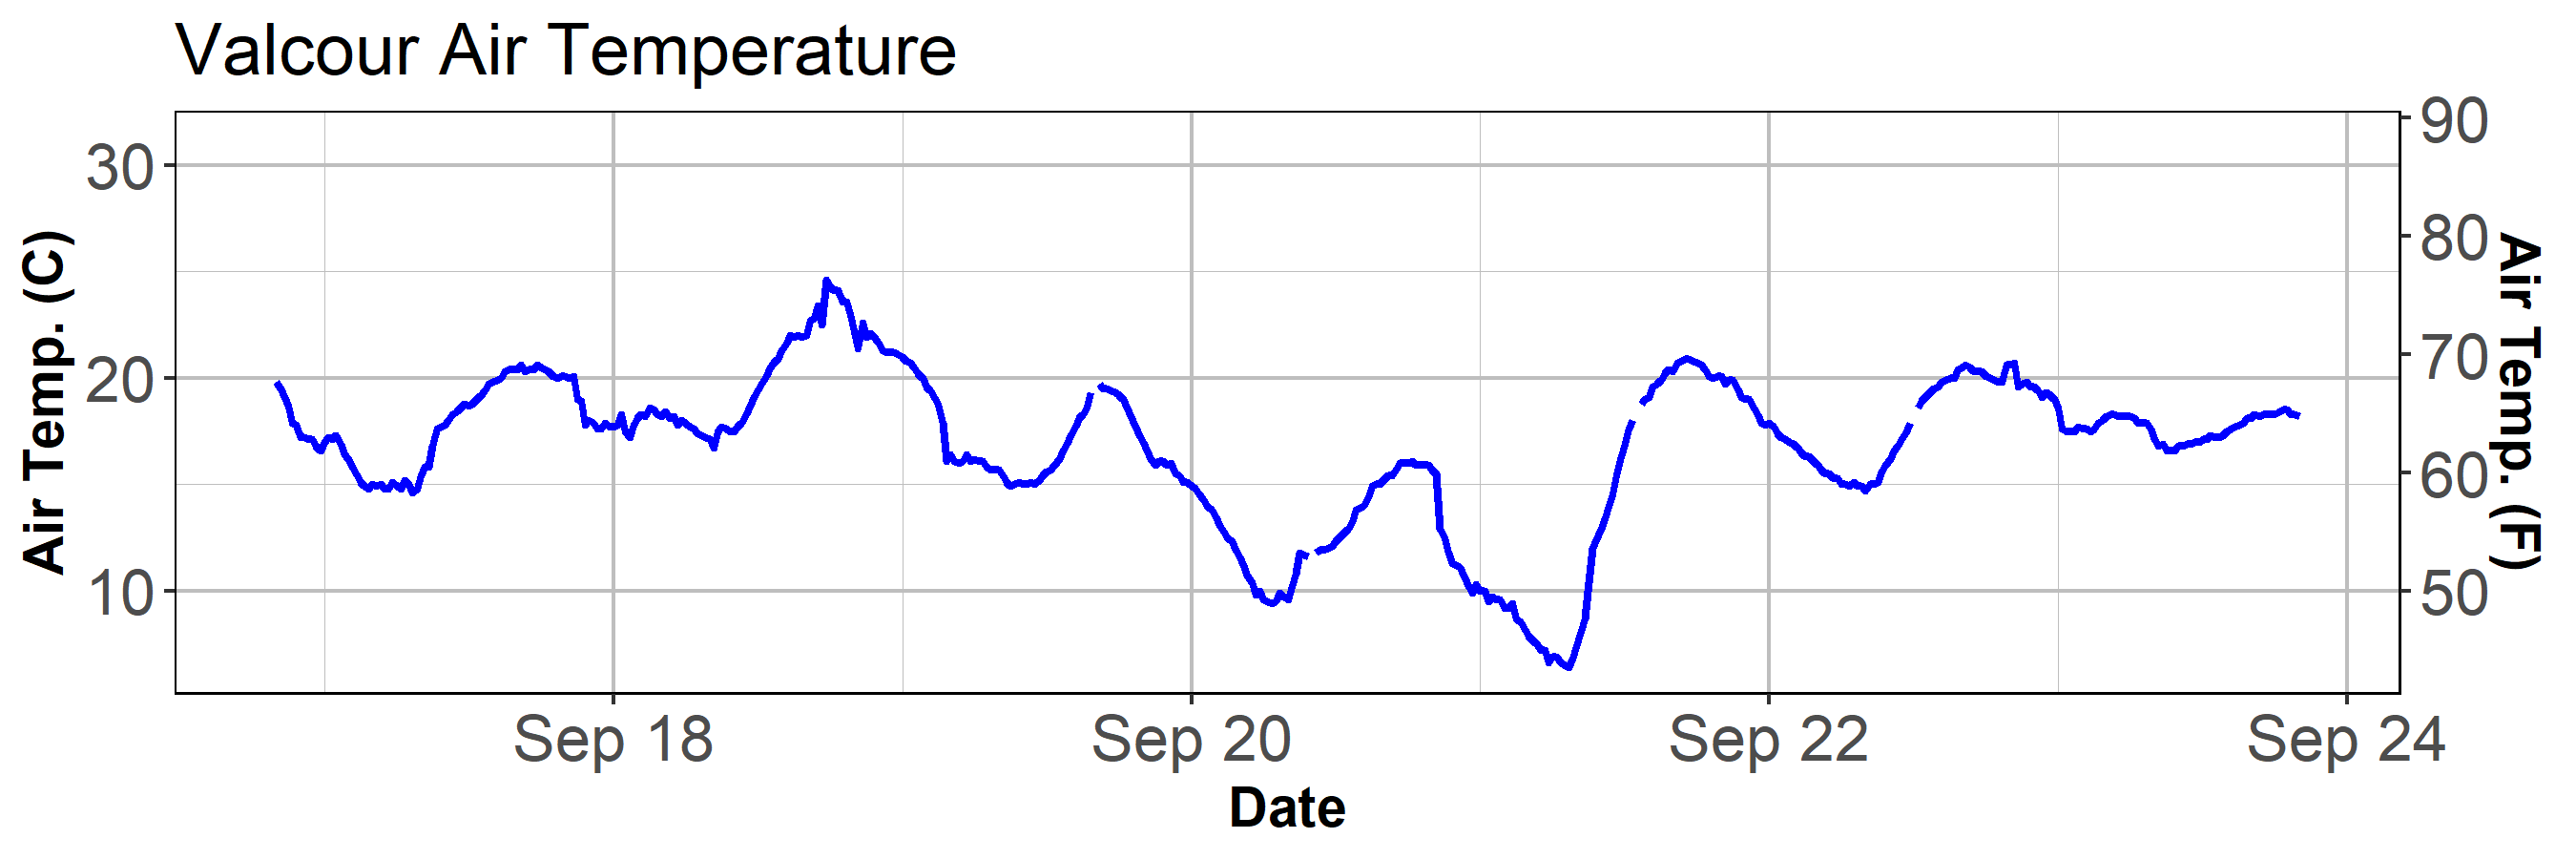 Valcour Air Temperature
Air Temp. (C)
30
20
10
90
80
70
60
50
Air Temp. (F)
Sep 18
Sep 20
Sep 22
Sep 24
Date